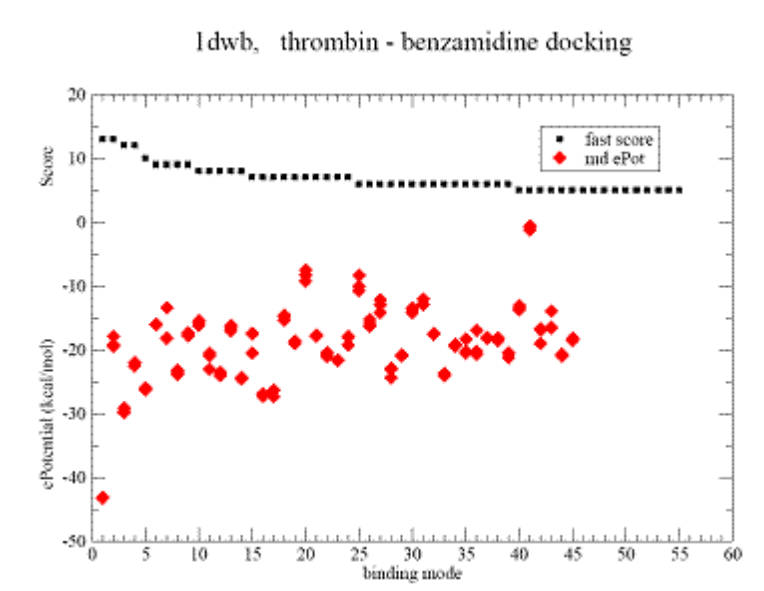 1dwb, thrombin - benzamidine docking
20
10
0
-10
-20
-30
-40
-50
Score
ePotential (kcal/mol)
fast score
md ePot
0 5 10 15 20 25 30 35 40 45 50 55 60
binding mode